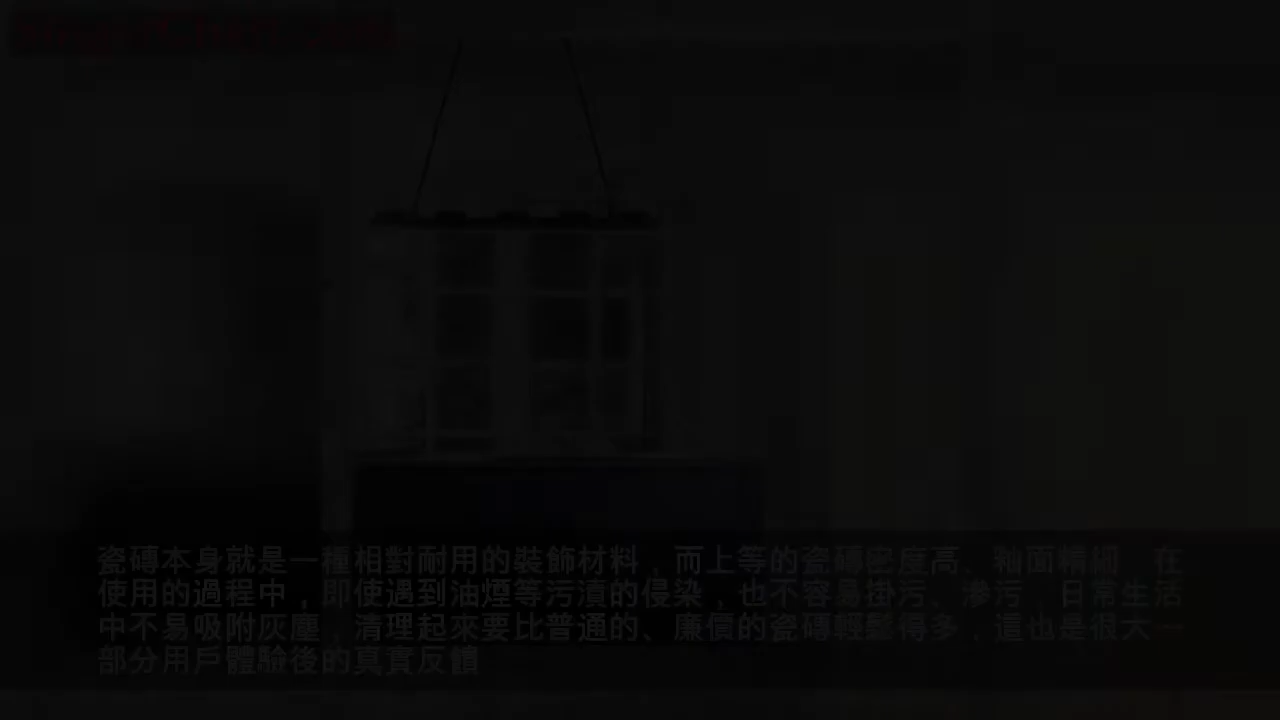 瓷磚本身就是一種相對耐用的裝飾材料，而上等的瓷磚密度高、釉面精細，在
使用的過程中，即使遇到油煙等污漬的侵染，也不容易掛污、滲污，日常生活
中不易吸附灰塵，清理起來要比普通的、廉價的瓷磚輕鬆得多，這也是很大一
部分用戶體驗後的真實反饋